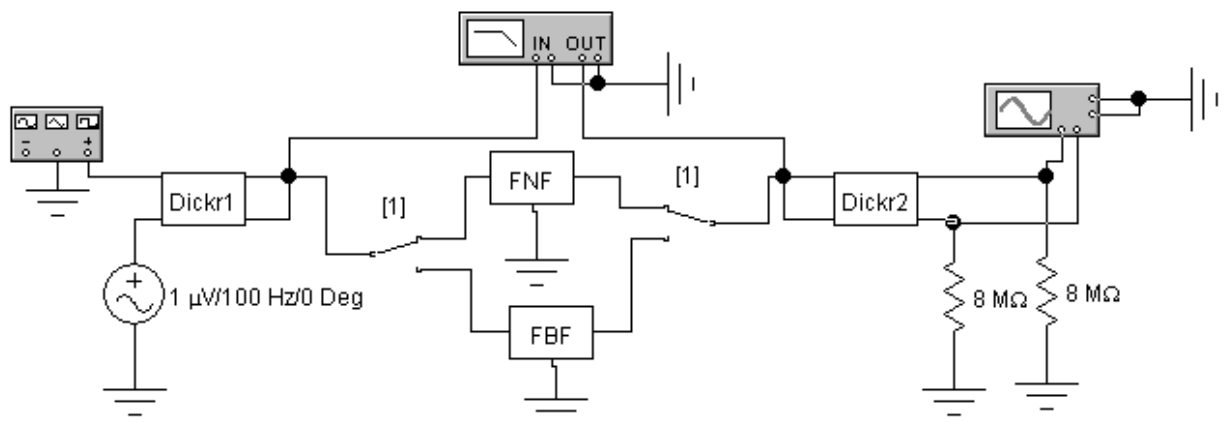 IN OUT
- +
Dickr1
[1]
FNF
[1]
Dickr2
1 µV/100 Hz/0 Deg
FBF
8 MΩ
8 MΩ